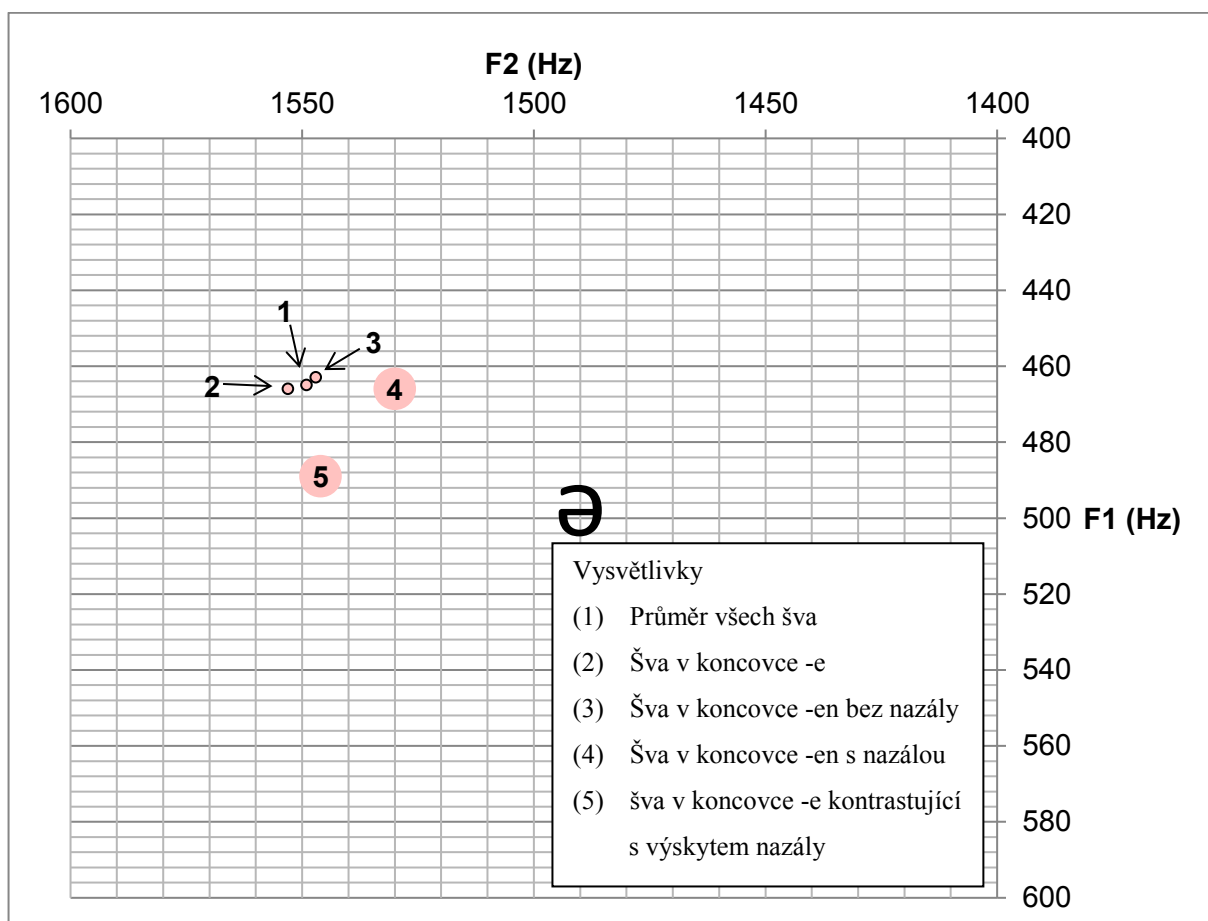 F2 (Hz)
1600 1550 1500 1450 1400
400
420
440
1
3
460
2
4
480
5
ə
500 F1 (Hz)
Vysvětlivky
520
(1) Průměr všech šva
(2) Šva v koncovce -e
540
(3) Šva v koncovce -en bez nazály
560
(4) Šva v koncovce -en s nazálou
(5) šva v koncovce -e kontrastující
580
s výskytem nazály
600